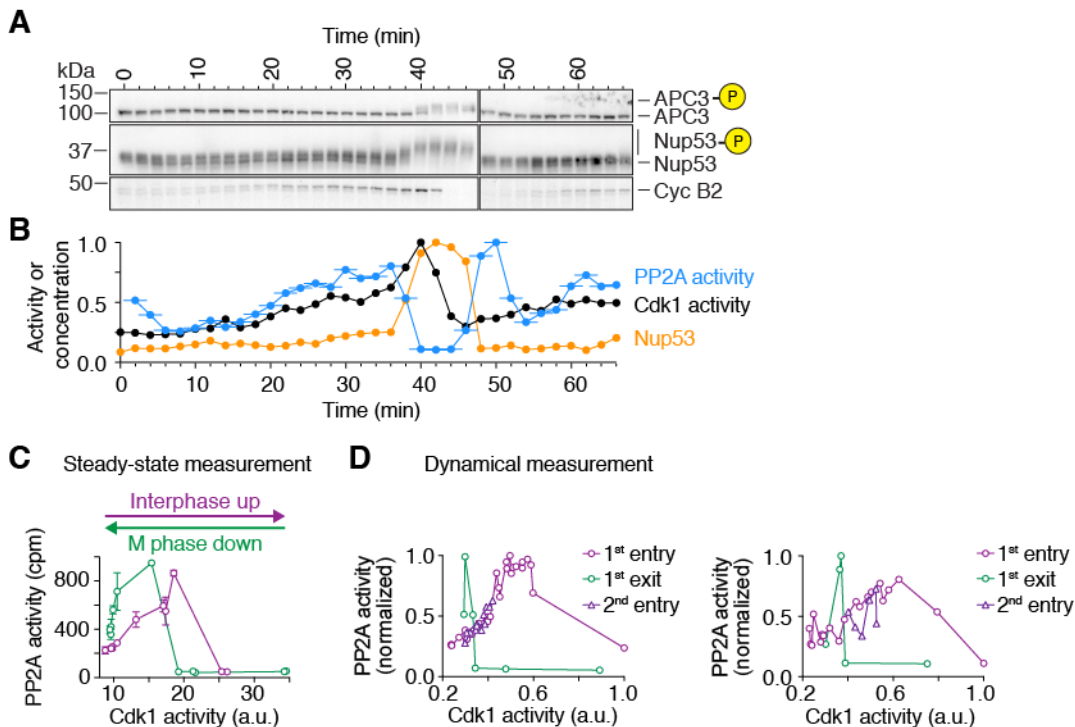 A
Time (min)
kDa
0 10 20 30 40 50 60
150
100
37
50
APC3 P
APC3
Nup53 P
Nup53
Cyc B2
B
Activity or
concentration
1.0
0.5
0.0
0 10 20 30 40 50 60
Time (min)
PP2A activity
Cdk1 activity
Nup53
C Steady-state measurement
Interphase up
M phase down
PP2A activity (cpm)
800
400
0
10 20 30
Cdk1 activity (a.u.)
D Dynamical measurement
PP2A activity
(normalized)
1.0
0.5
0.0
0.2 0.6 1.0
Cdk1 activity (a.u.)
1st entry
1st exit
2nd entry
PP2A activity
(normalized)
1.0
0.5
0.0
0.2 0.6 1.0
Cdk1 activity (a.u.)
1st entry
1st exit
2nd entry